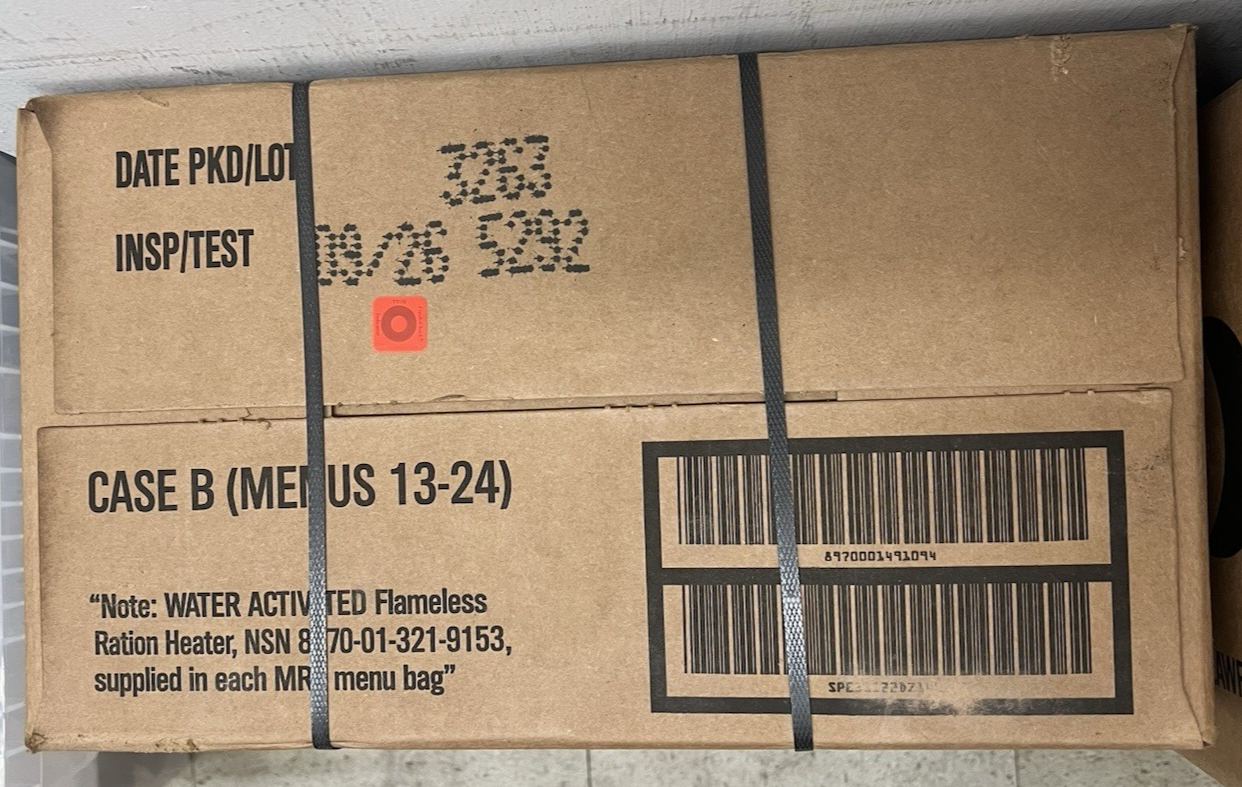 DATE PKD/LOT 3263
INSP/TEST 09/26 5292
CASE B (MENUS 13-24)
"Note: WATER ACTIVATED Flameless
Ration Heater, NSN 8970-01-321-9153,
supplied in each MRE menu bag"
8970001491094